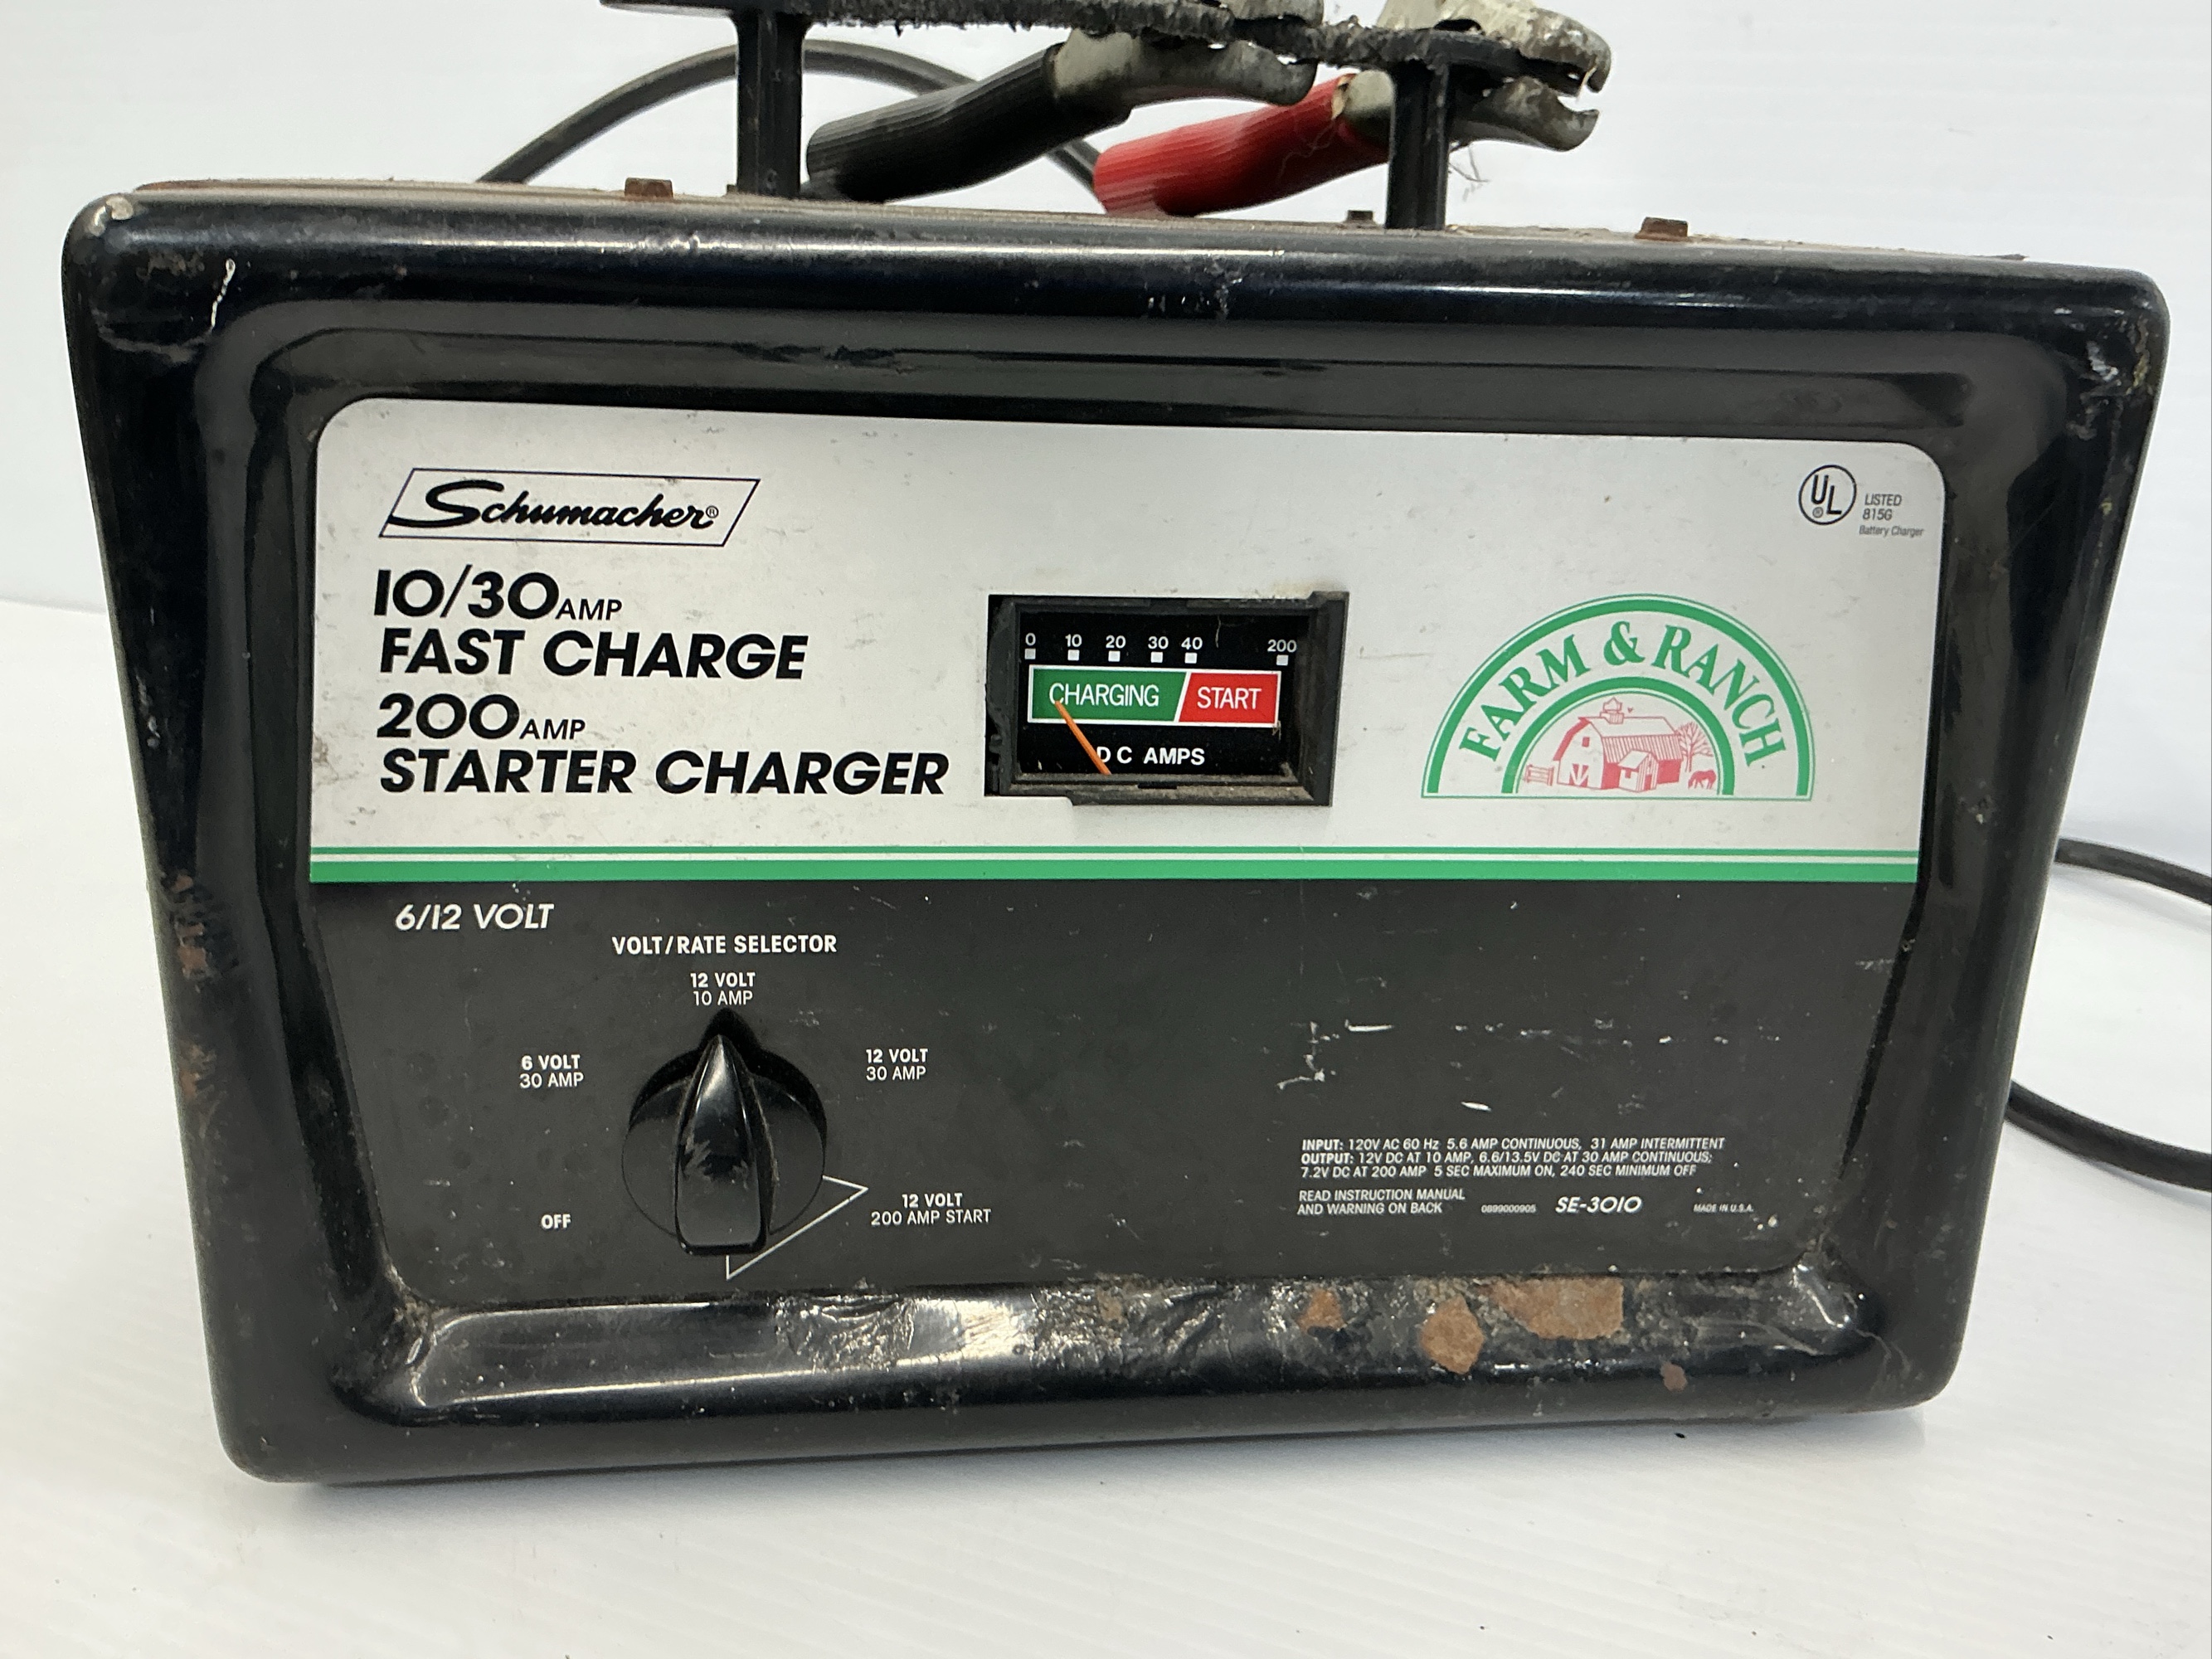 Schumacher®
10/30 AMP
FAST CHARGE
200 AMP
STARTER CHARGER
0 10 20 30 40 200
CHARGING START
DC AMPS
FARM & RANCH
UL ®
LISTED
815G
Battery Charger
6/12 VOLT
VOLT/RATE SELECTOR
12 VOLT
10 AMP
6 VOLT
30 AMP
12 VOLT
30 AMP
OFF
12 VOLT
200 AMP START
INPUT: 120V AC 60 Hz 5.6 AMP CONTINUOUS, 31 AMP INTERMITTENT
OUTPUT: 12V DC AT 10 AMP, 6.6/13.5V DC AT 30 AMP CONTINUOUS;
7.2V DC AT 200 AMP 5 SEC MAXIMUM ON, 240 SEC MINIMUM OFF
READ INSTRUCTION MANUAL
AND WARNING ON BACK 0899000905 SE-3010 MADE IN U.S.A.